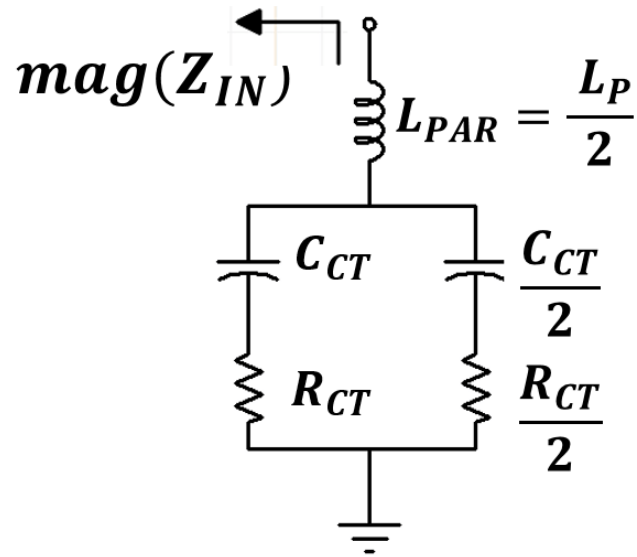 mag(Z_IN)
L_PAR = L_P/2
C_CT
C_CT/2
R_CT
R_CT/2